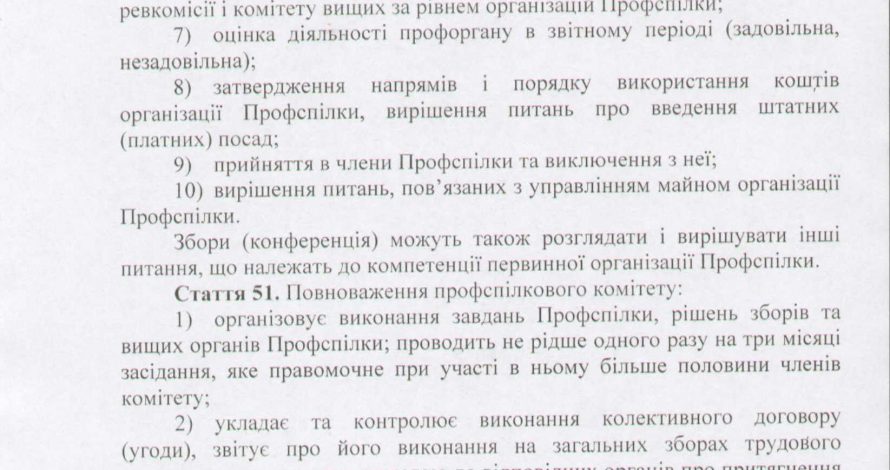 ревкомісії і комітету вищих за рівнем організацій Профспілки;
7) оцінка діяльності профоргану в звітному періоді (задовільна,
незадовільна);
8) затвердження напрямів і порядку використання коштів
організації Профспілки, вирішення питань про введення штатних
(платних) посад;
9) прийняття в члени Профспілки та виключення з неї;
10) вирішення питань, пов’язаних з управлінням майном організації
Профспілки.
Збори (конференція) можуть також розглядати і вирішувати інші
питання, що належать до компетенції первинної організації Профспілки.
Стаття 51. Повноваження профспілкового комітету:
1) організовує виконання завдань Профспілки, рішень зборів та
вищих органів Профспілки; проводить не рідше одного разу на три місяці
засідання, яке правомочне при участі в ньому більше половини членів
комітету;
2) укладає та контролює виконання колективного договору
(угоди), звітує про його виконання на загальних зборах трудового
відповідних органів про притягнення